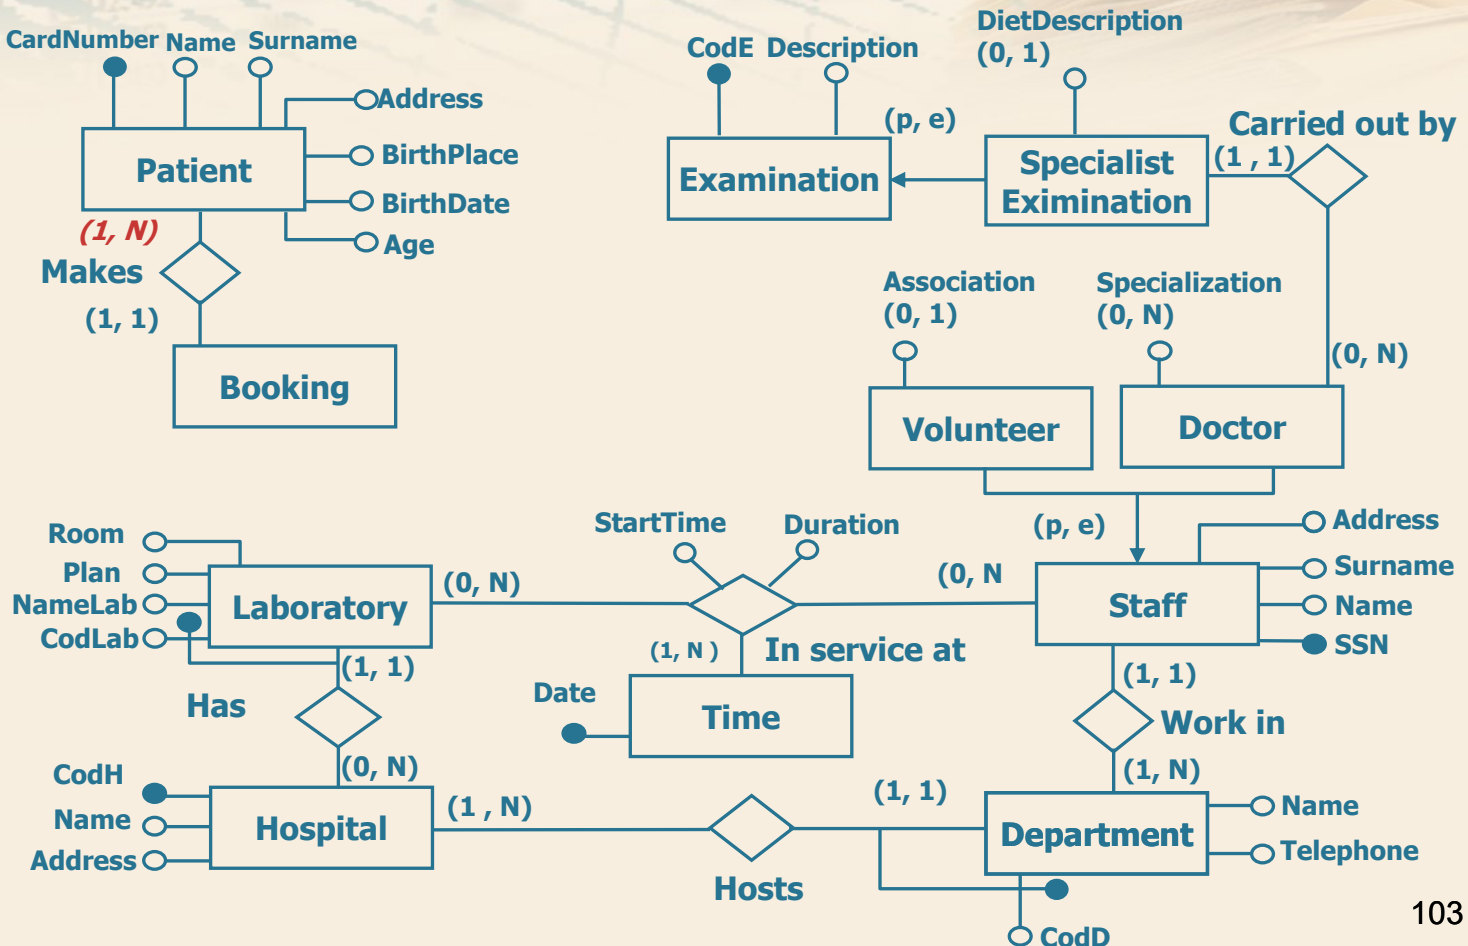 CardNumber Name Surname
Address
BirthPlace
BirthDate
Age
Patient
(1, N)
Makes
(1, 1)
Booking
CodE Description
DietDescription
(0, 1)
(p, e)
Examination
Specialist
Eximination
(1 , 1)
Carried out by
(0, N)
Association
(0, 1)
Specialization
(0, N)
Volunteer
Doctor
(p, e)
Room
Plan
NameLab
CodLab
Laboratory
(0, N)
StartTime
Duration
(0, N
Staff
Address
Surname
Name
SSN
(1, N )
In service at
Date
Time
(1, 1)
Has
(0, N)
(1, 1)
Work in
(1, N)
CodH
Name
Address
Hospital
(1 , N)
(1, 1)
Hosts
Department
Name
Telephone
CodD
103